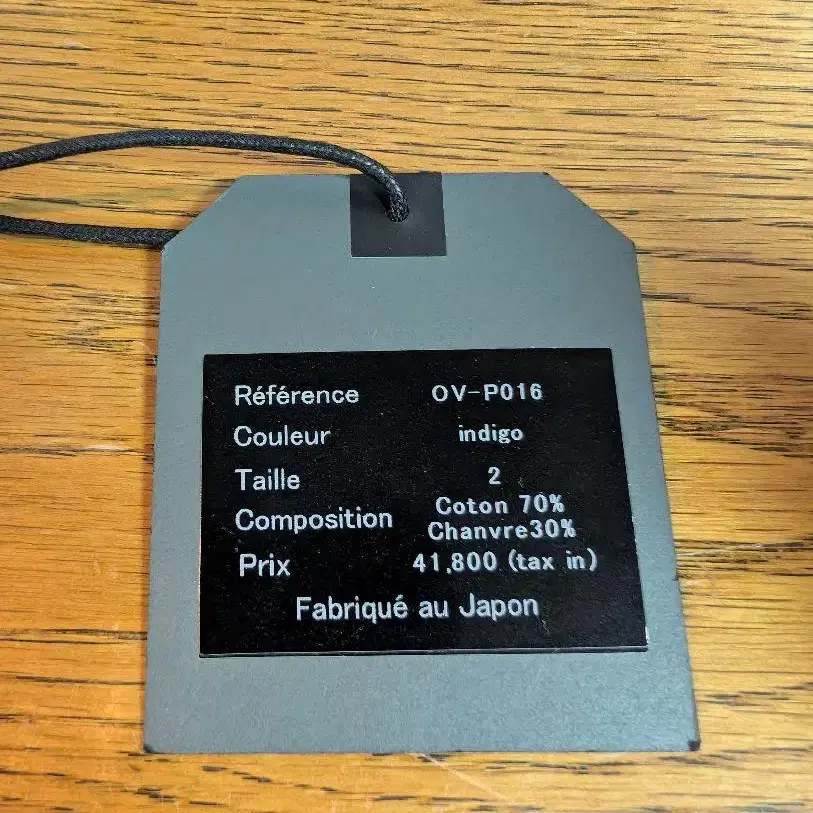 Référence OV-P016
Couleur indigo
Taille 2
Composition Coton 70%
Chanvre30%
Prix 41,800 (tax in)
Fabriqué au Japon